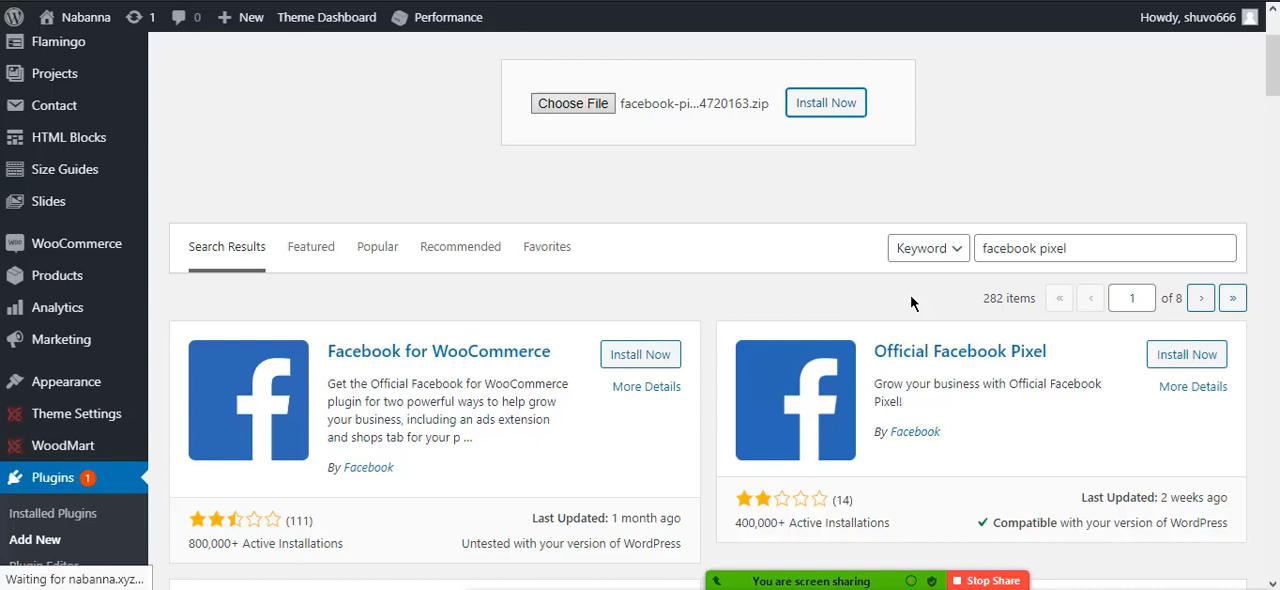 Nabanna 1 0 New Theme Dashboard Performance Howdy, shuvo666
Flamingo
Projects
Contact
HTML Blocks
Size Guides
Slides
WooCommerce
Products
Analytics
Marketing
Appearance
Theme Settings
WoodMart
Plugins 1
Installed Plugins
Add New
Plugin Editor
Waiting for nabanna.xyz...
Choose File facebook-pi...4720163.zip Install Now
Search Results Featured Popular Recommended Favorites Keyword facebook pixel
282 items « ‹ 1 of 8 › »
Facebook for WooCommerce
Install Now
More Details
Get the Official Facebook for WooCommerce
plugin for two powerful ways to help grow
your business, including an ads extension
and shops tab for your p ...
By Facebook
(111)
800,000+ Active Installations
Last Updated: 1 month ago
Untested with your version of WordPress
Official Facebook Pixel
Install Now
More Details
Grow your business with Official Facebook
Pixel!
By Facebook
(14)
400,000+ Active Installations
Last Updated: 2 weeks ago
Compatible with your version of WordPress
You are screen sharing Stop Share